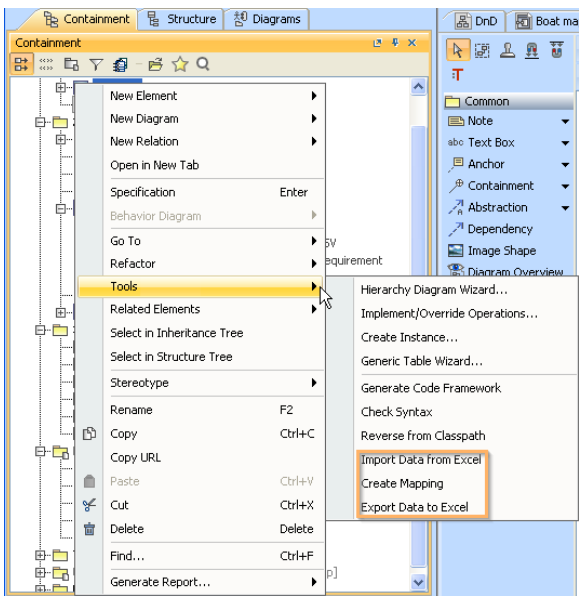 Containment
Structure
Diagrams
Containment
New Element
New Diagram
New Relation
Open in New Tab
Specification Enter
Behavior Diagram
Go To
Refactor
Tools
Related Elements
Select in Inheritance Tree
Select in Structure Tree
Stereotype
Rename F2
Copy Ctrl+C
Copy URL
Paste Ctrl+V
Cut Ctrl+X
Delete Delete
Find... Ctrl+F
Generate Report...
5V
equirement
p]
Hierarchy Diagram Wizard...
Implement/Override Operations...
Create Instance...
Generic Table Wizard...
Generate Code Framework
Check Syntax
Reverse from Classpath
Import Data from Excel
Create Mapping
Export Data to Excel
DnD
Boat ma
Common
Note
abc Text Box
Anchor
Containment
Abstraction
Dependency
Image Shape
Diagram Overview